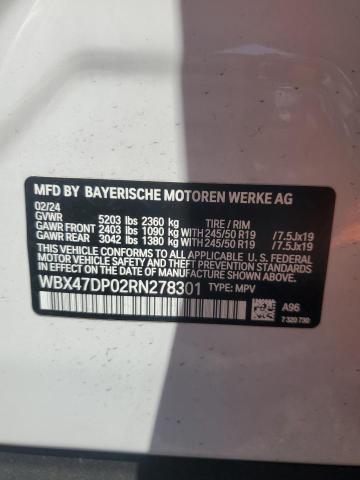 MFD BY BAYERISCHE MOTOREN WERKE AG
02/24
GVWR 5203 lbs 2360 kg TIRE / RIM
GAWR FRONT 2403 lbs 1090 kg WITH 245/50 R19 /7.5Jx19
GAWR REAR 3042 lbs 1380 kg WITH 245/50 R19 /7.5Jx19
THIS VEHICLE CONFORMS TO ALL APPLICABLE U.S. FEDERAL
MOTOR VEHICLE SAFETY AND THEFT PREVENTION STANDARDS
IN EFFECT ON THE DATE OF MANUFACTURE SHOWN ABOVE.
WBX47DP02RN278301 TYPE: MPV
A96
7 320 730